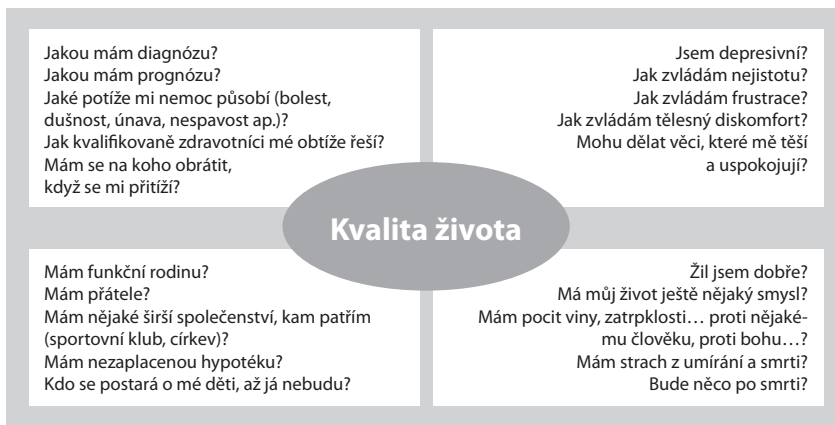 Jakou mám diagnózu?
Jakou mám prognózu?
Jaké potíže mi nemoc působí (bolest,
dušnost, únava, nespavost ap.)?
Jak kvalifikovaně zdravotníci mé obtíže řeší?
Mám se na koho obrátit,
když se mi přitíží?
Jsem depresivní?
Jak zvládám nejistotu?
Jak zvládám frustrace?
Jak zvládám tělesný diskomfort?
Mohu dělat věci, které mě těší
a uspokojují?
Kvalita života
Mám funkční rodinu?
Mám přátele?
Mám nějaké širší společenství, kam patřím
(sportovní klub, církev)?
Mám nezaplacenou hypotéku?
Kdo se postará o mé děti, až já nebudu?
Žil jsem dobře?
Má můj život ještě nějaký smysl?
Mám pocit viny, zatrpklosti… proti nějaké-
mu člověku, proti bohu…?
Mám strach z umírání a smrti?
Bude něco po smrti?